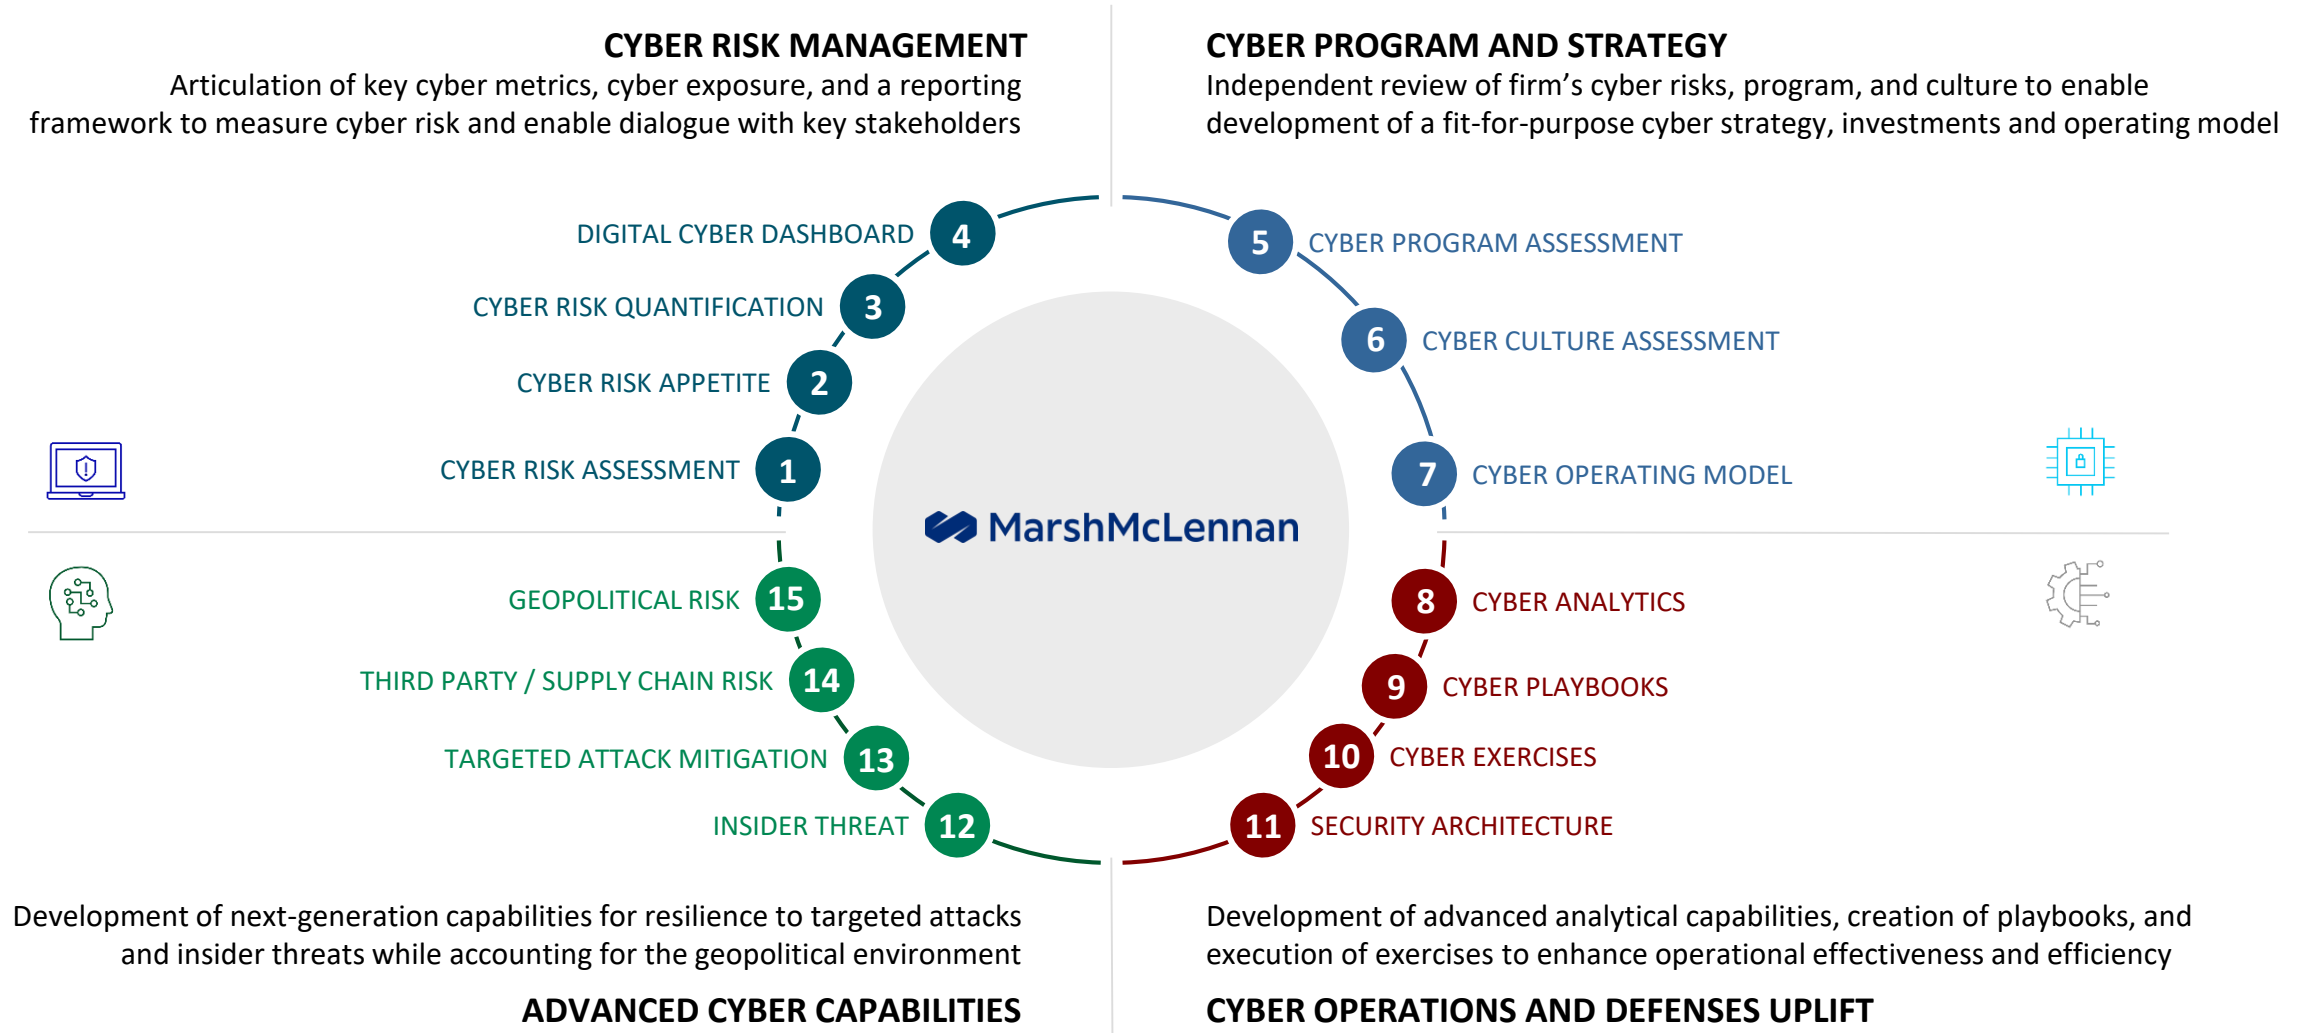 CYBER RISK MANAGEMENT
Articulation of key cyber metrics, cyber exposure, and a reporting
framework to measure cyber risk and enable dialogue with key stakeholders
CYBER PROGRAM AND STRATEGY
Independent review of firm’s cyber risks, program, and culture to enable
development of a fit-for-purpose cyber strategy, investments and operating model
DIGITAL CYBER DASHBOARD 4
CYBER RISK QUANTIFICATION 3
CYBER RISK APPETITE 2
CYBER RISK ASSESSMENT 1
5 CYBER PROGRAM ASSESSMENT
6 CYBER CULTURE ASSESSMENT
7 CYBER OPERATING MODEL
MarshMcLennan
GEOPOLITICAL RISK 15
THIRD PARTY / SUPPLY CHAIN RISK 14
TARGETED ATTACK MITIGATION 13
INSIDER THREAT 12
8 CYBER ANALYTICS
9 CYBER PLAYBOOKS
10 CYBER EXERCISES
11 SECURITY ARCHITECTURE
Development of next-generation capabilities for resilience to targeted attacks
and insider threats while accounting for the geopolitical environment
ADVANCED CYBER CAPABILITIES
Development of advanced analytical capabilities, creation of playbooks, and
execution of exercises to enhance operational effectiveness and efficiency
CYBER OPERATIONS AND DEFENSES UPLIFT